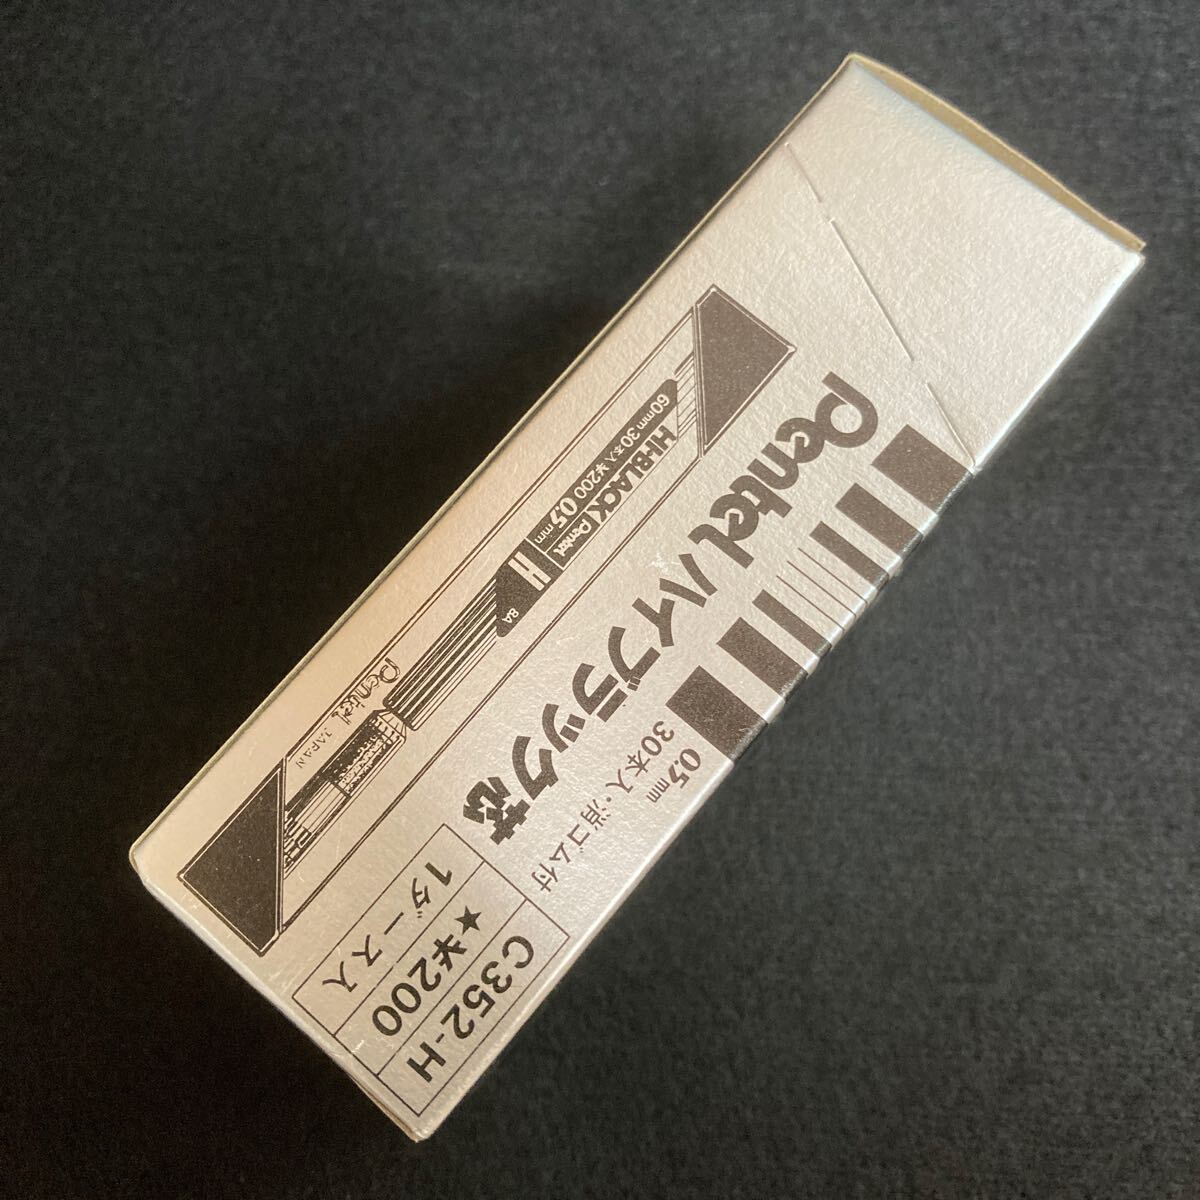 Pentel ハイブラック芯
0.5mm
30本入・消ゴム付
HI-BLACK Pentel
60mm 30本入 ¥200 0.5mm
H
8A
Pentel JAPAN
C352-H
★¥200
1ダース入